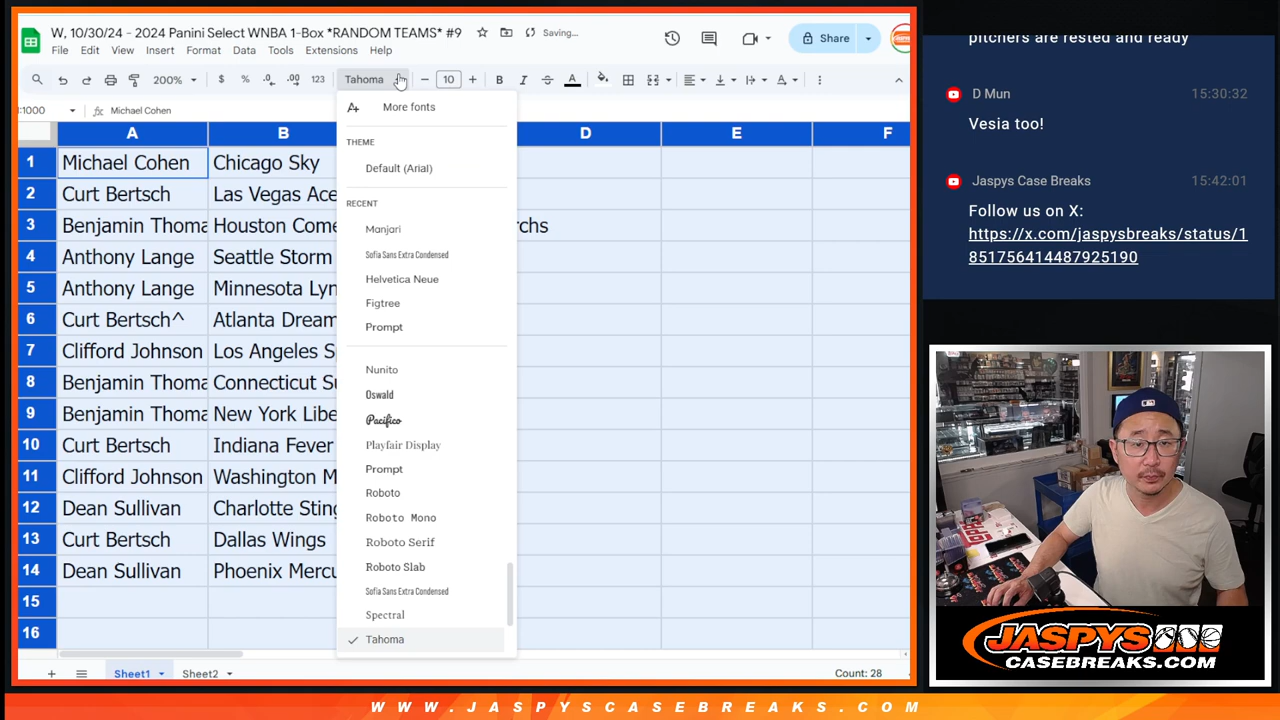 W, 10/30/24 - 2024 Panini Select WNBA 1-Box *RANDOM TEAMS* #9
Saving...
File Edit View Insert Format Data Tools Extensions Help
Share
200% $ % .0 .00 123 Tahoma 10 B I A
:1000 fx Michael Cohen
A B D E F
1 Michael Cohen Chicago Sky
2 Curt Bertsch Las Vegas Ace
3 Benjamin Thoma Houston Come rchs
4 Anthony Lange Seattle Storm
5 Anthony Lange Minnesota Lyn
6 Curt Bertsch^ Atlanta Dream
7 Clifford Johnson Los Angeles S
8 Benjamin Thoma Connecticut Su
9 Benjamin Thoma New York Libe
10 Curt Bertsch Indiana Fever
11 Clifford Johnson Washington M
12 Dean Sullivan Charlotte Sting
13 Curt Bertsch Dallas Wings
14 Dean Sullivan Phoenix Mercu
15
16
More fonts
THEME
Default (Arial)
RECENT
Manjari
Sofia Sans Extra Condensed
Helvetica Neue
Figtree
Prompt
Nunito
Oswald
Pacifico
Playfair Display
Prompt
Roboto
Roboto Mono
Roboto Serif
Roboto Slab
Sofia Sans Extra Condensed
Spectral
Tahoma
Sheet1 Sheet2 Count: 28
pitchers are rested and ready
D Mun 15:30:32
Vesia too!
Jaspys Case Breaks 15:42:01
Follow us on X:
https://x.com/jaspysbreaks/status/1
851756414487925190
JASPYS
CASEBREAKS.COM
WWW.JASPYSCASEBREAKS.COM